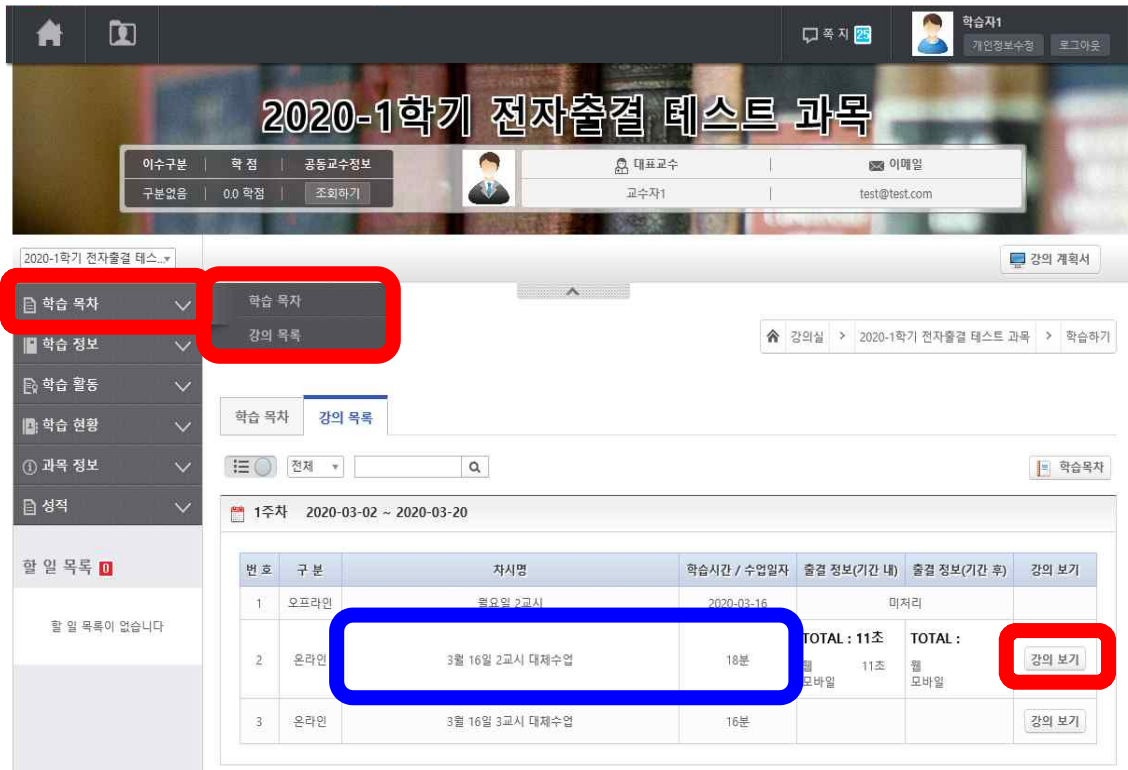 쪽 지 25
학습자1
개인정보수정 로그아웃
2020-1학기 전자출결 테스트 과목
이수구분 | 학 점 | 공동교수정보
대표교수 | 이메일
구분없음 | 0.0 학점 | 조회하기
교수자1 | test@test.com
2020-1학기 전자출결 테스...
강의 계획서
학습 목차
학습 목차
강의 목록
강의실 > 2020-1학기 전자출결 테스트 과목 > 학습하기
학습 정보
학습 활동
학습 현황
과목 정보
성적
할 일 목록 0
할 일 목록이 없습니다
학습 목차 강의 목록
전체
학습목차
1주차 2020-03-02 ~ 2020-03-20
번 호 구 분 차시명 학습시간 / 수업일자 출결 정보(기간 내) 출결 정보(기간 후) 강의 보기
1 오프라인 월요일 2교시 2020-03-16 미처리
2 온라인 3월 16일 2교시 대체수업 18분 TOTAL : 11초 TOTAL : 강의 보기
웹 11초 웹
모바일 모바일
3 온라인 3월 16일 3교시 대체수업 16분 강의 보기